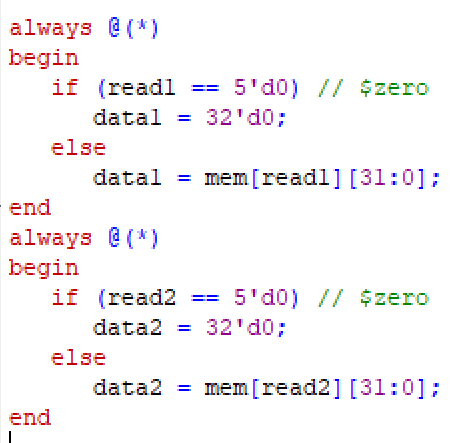 always @(*)
begin
if (read1 == 5'd0) // $zero
data1 = 32'd0;
else
data1 = mem[read1][31:0];
end
always @(*)
begin
if (read2 == 5'd0) // $zero
data2 = 32'd0;
else
data2 = mem[read2][31:0];
end